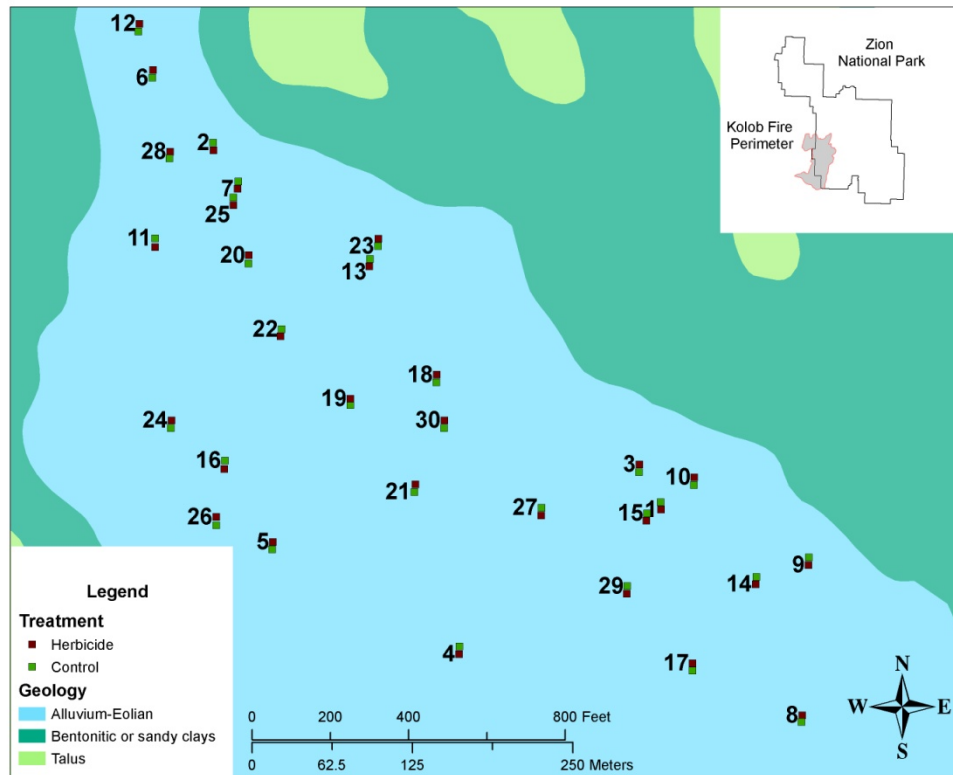 12
6
Zion
National Park
Kolob Fire
Perimeter
2
28
7
25
11
20
23
13
22
18
19
24
30
16
3
10
21
27
15
1
26
5
9
14
29
4
17
8
Legend
Treatment
Herbicide
Control
Geology
Alluvium-Eolian
Bentonitic or sandy clays
Talus
0 200 400 800 Feet
0 62.5 125 250 Meters
N
W E
S